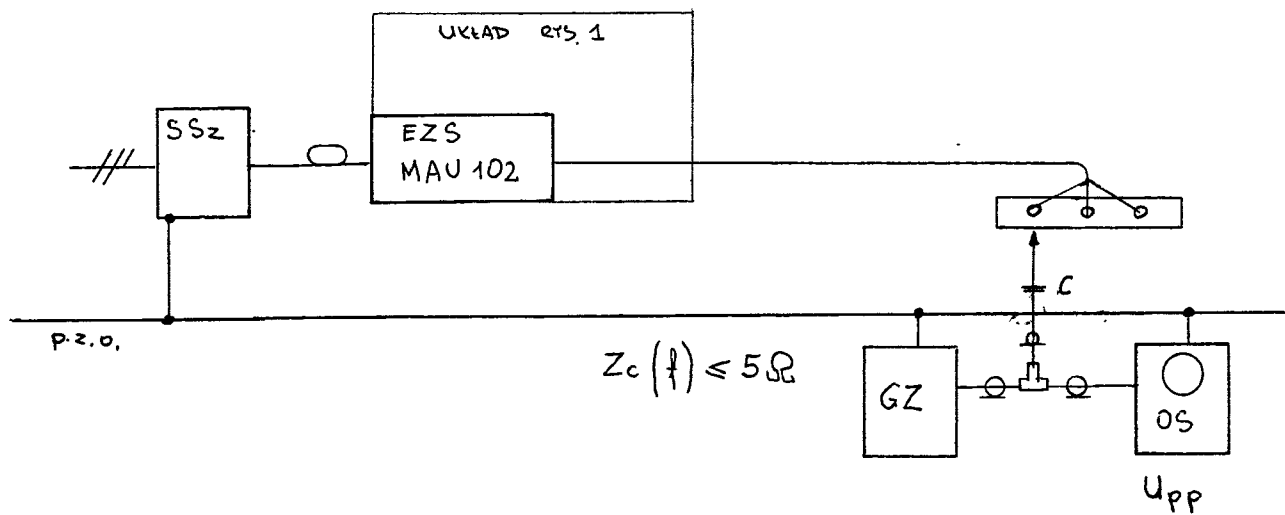 UKŁAD RYS. 1
SSz
EZS
MAU 102
C
p.z.o.
Zc (f) ≤ 5Ω
GZ
OS
Upp